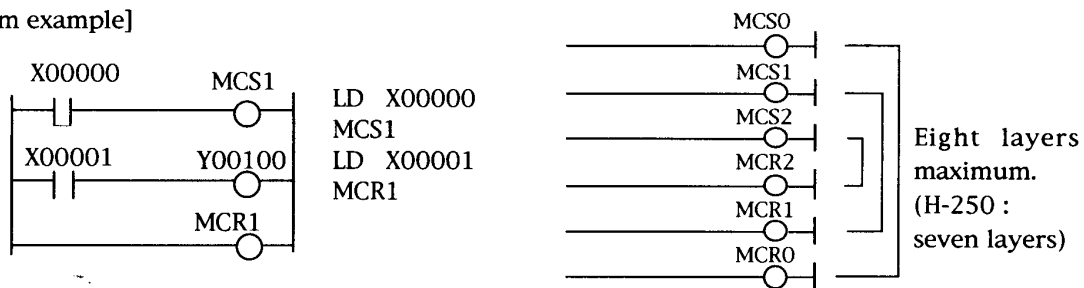 m example]
X00000
MCS1
X00001
Y00100
MCR1
LD X00000
MCS1
LD X00001
MCR1
MCS0
MCS1
MCS2
MCR2
MCR1
MCR0
Eight layers
maximum.
(H-250 :
seven layers)